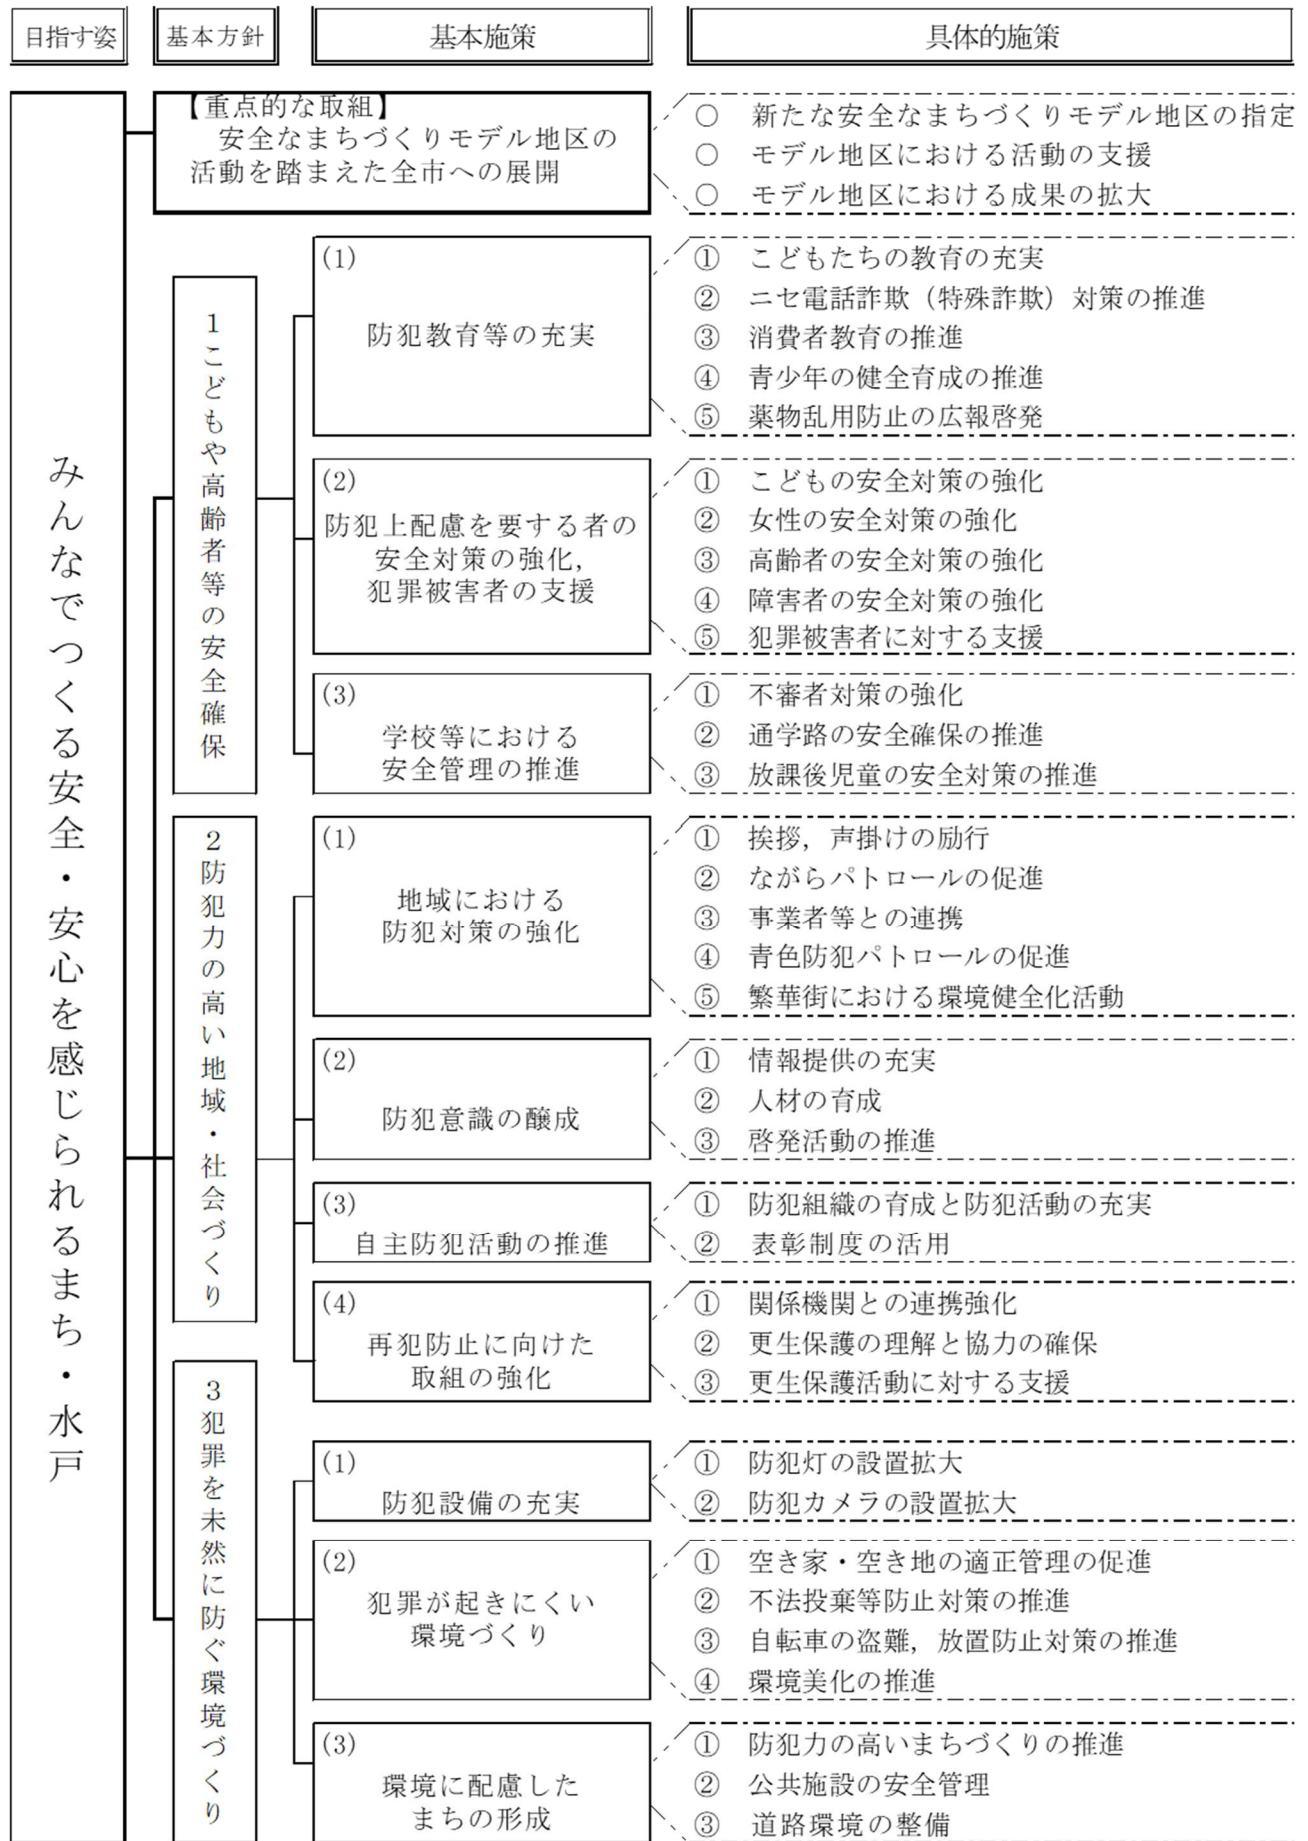 目指す姿
基本方針
基本施策
具体的施策
みんなでつくる安全・安心を感じられるまち・水戸
【重点的な取組】
安全なまちづくりモデル地区の
活動を踏まえた全市への展開
○ 新たな安全なまちづくりモデル地区の指定
○ モデル地区における活動の支援
○ モデル地区における成果の拡大
1こどもや高齢者等の安全確保
(1)
防犯教育等の充実
① こどもたちの教育の充実
② ニセ電話詐欺（特殊詐欺）対策の推進
③ 消費者教育の推進
④ 青少年の健全育成の推進
⑤ 薬物乱用防止の広報啓発
(2)
防犯上配慮を要する者の
安全対策の強化，
犯罪被害者の支援
① こどもの安全対策の強化
② 女性の安全対策の強化
③ 高齢者の安全対策の強化
④ 障害者の安全対策の強化
⑤ 犯罪被害者に対する支援
(3)
学校等における
安全管理の推進
① 不審者対策の強化
② 通学路の安全確保の推進
③ 放課後児童の安全対策の推進
2防犯力の高い地域・社会づくり
(1)
地域における
防犯対策の強化
① 挨拶，声掛けの励行
② ながらパトロールの促進
③ 事業者等との連携
④ 青色防犯パトロールの促進
⑤ 繁華街における環境健全化活動
(2)
防犯意識の醸成
① 情報提供の充実
② 人材の育成
③ 啓発活動の推進
(3)
自主防犯活動の推進
① 防犯組織の育成と防犯活動の充実
② 表彰制度の活用
(4)
再犯防止に向けた
取組の強化
① 関係機関との連携強化
② 更生保護の理解と協力の確保
③ 更生保護活動に対する支援
3犯罪を未然に防ぐ環境づくり
(1)
防犯設備の充実
① 防犯灯の設置拡大
② 防犯カメラの設置拡大
(2)
犯罪が起きにくい
環境づくり
① 空き家・空き地の適正管理の促進
② 不法投棄等防止対策の推進
③ 自転車の盗難，放置防止対策の推進
④ 環境美化の推進
(3)
環境に配慮した
まちの形成
① 防犯力の高いまちづくりの推進
② 公共施設の安全管理
③ 道路環境の整備